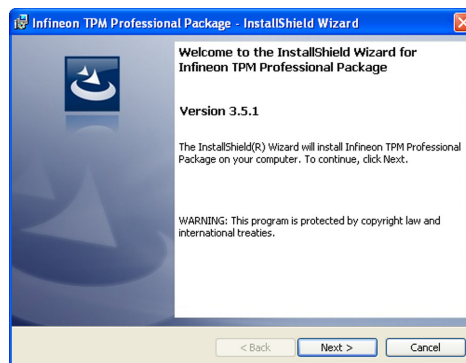 Infineon TPM Professional Package - InstallShield Wizard
Welcome to the InstallShield Wizard for
Infineon TPM Professional Package
Version 3.5.1
The InstallShield(R) Wizard will install Infineon TPM Professional
Package on your computer. To continue, click Next.
WARNING: This program is protected by copyright law and
international treaties.
< Back Next > Cancel